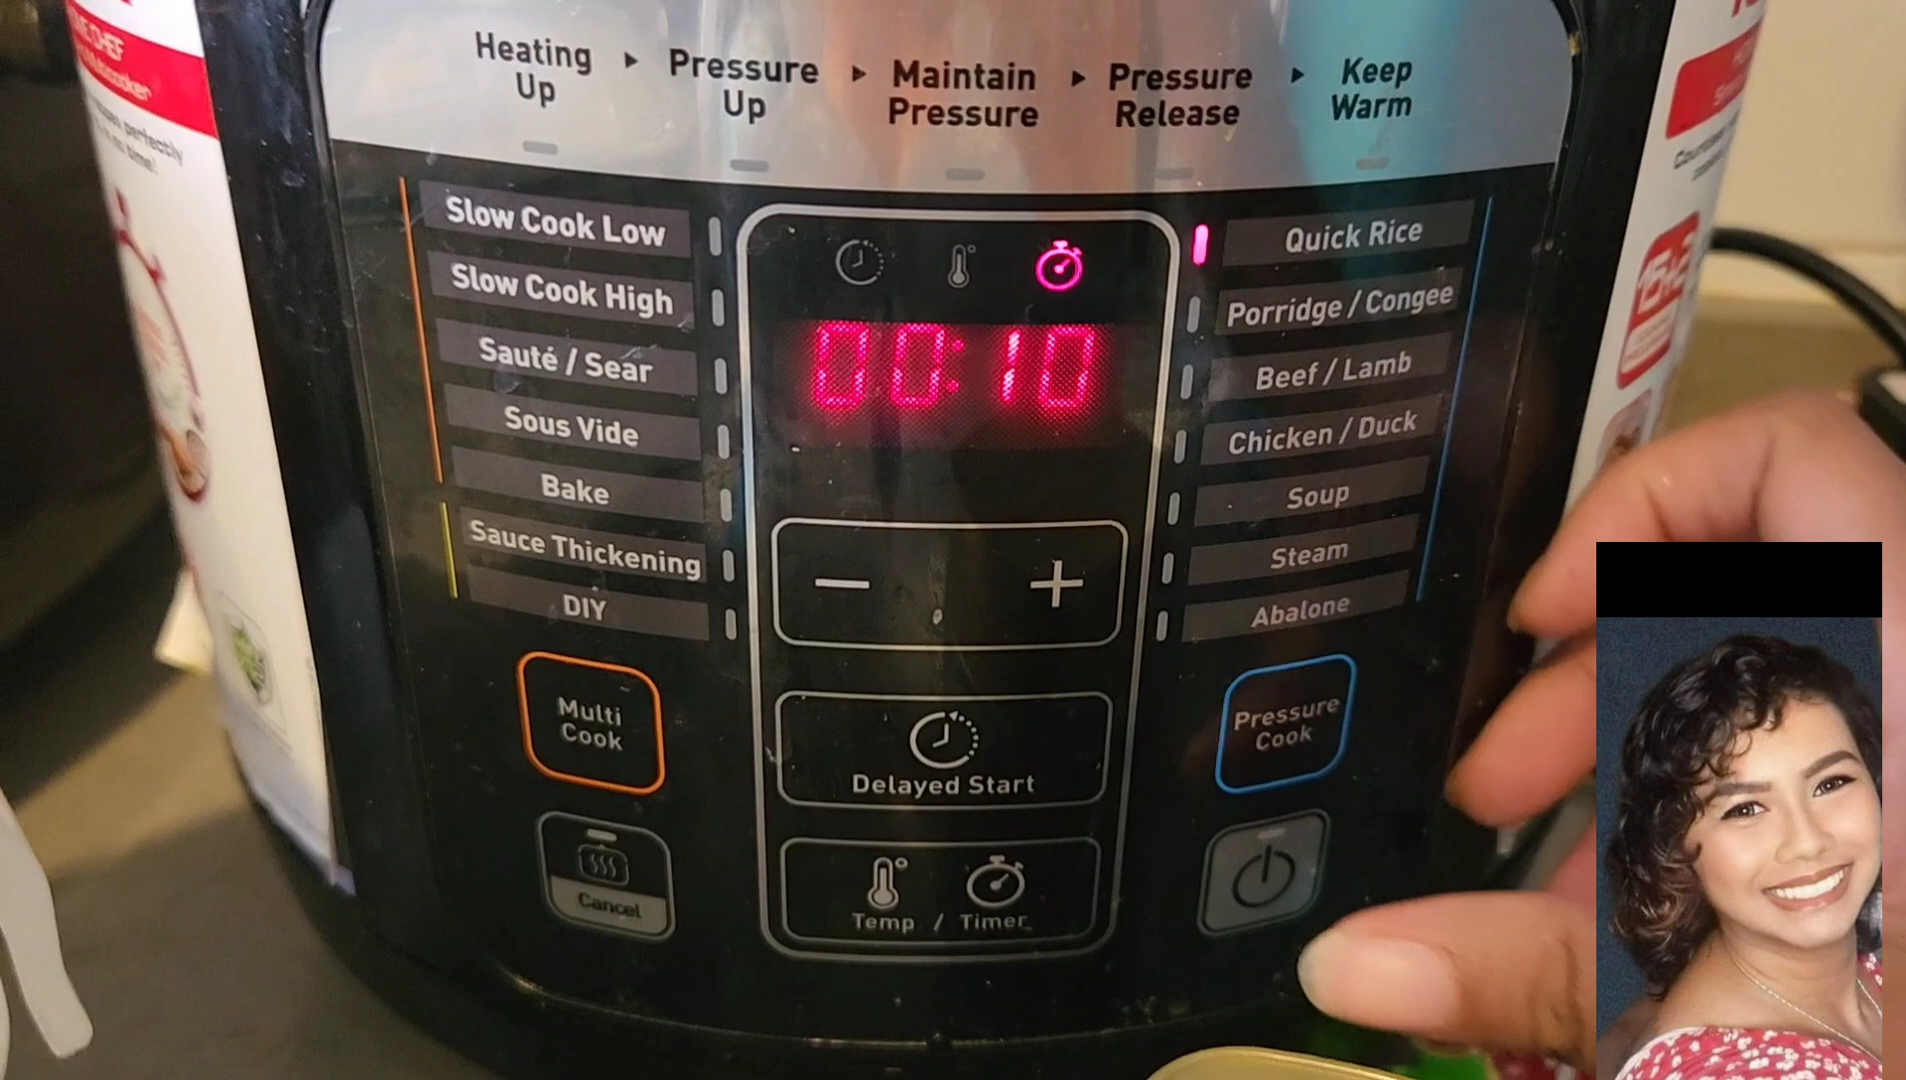 Heating
Up
Pressure
Up
Maintain
Pressure
Pressure
Release
Keep
Warm
Slow Cook Low
Slow Cook High
Sauté / Sear
Sous Vide
Bake
Sauce Thickening
DIY
00:10
Quick Rice
Porridge / Congee
Beef / Lamb
Chicken / Duck
Soup
Steam
Abalone
Multi
Cook
Delayed Start
Pressure
Cook
Cancel
Temp / Timer